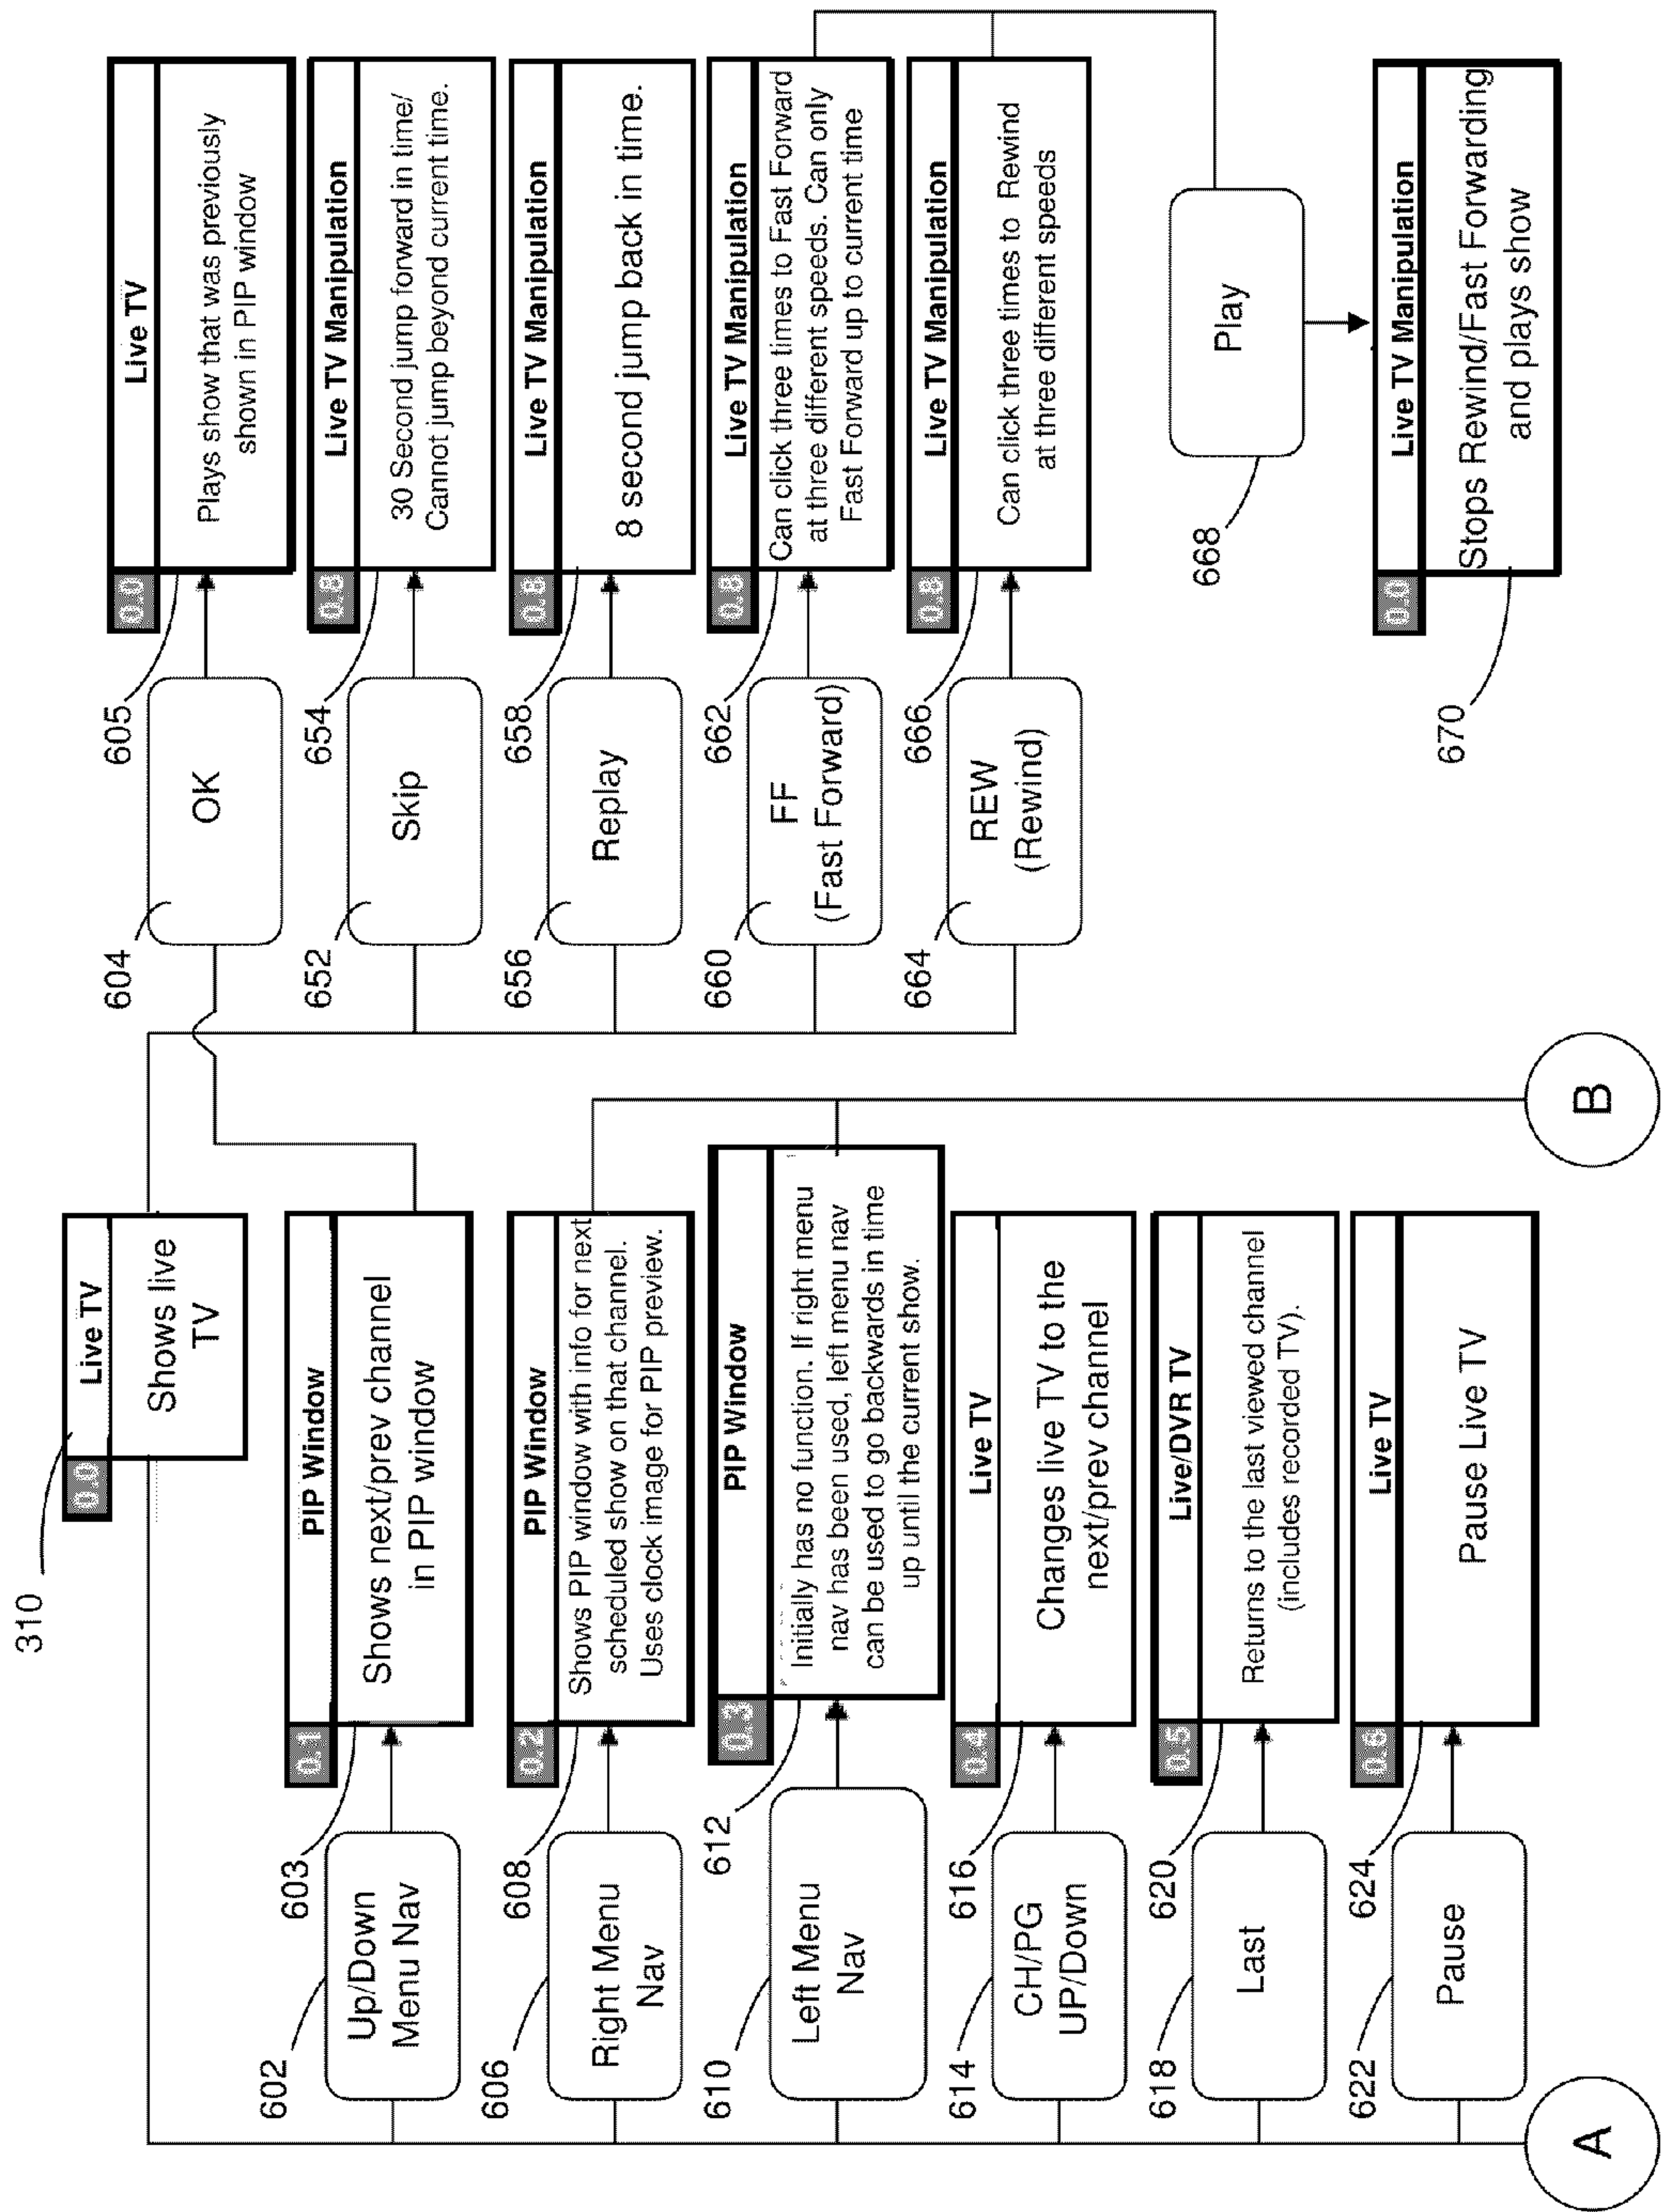 310
0.0
Live TV
Shows live
TV
602
Up/Down
Menu Nav
603
0.1
PIP Window
Shows next/prev channel
in PIP window
606
Right Menu
Nav
608
0.2
PIP Window
Shows PIP window with info for next
scheduled show on that channel.
Uses clock image for PIP preview.
610
Left Menu
Nav
612
0.3
PIP Window
Initially has no function. If right menu
nav has been used, left menu nav
can be used to go backwards in time
up until the current show.
614
CH/PG
UP/Down
616
0.4
Live TV
Changes live TV to the
next/prev channel
618
Last
620
0.5
Live/DVR TV
Returns to the last viewed channel
(includes recorded TV).
622
Pause
624
0.6
Live TV
Pause Live TV
A
B
604
OK
605
0.0
Live TV
Plays show that was previously
shown in PIP window
652
Skip
654
0.8
Live TV Manipulation
30 Second jump forward in time/
Cannot jump beyond current time.
656
Replay
658
0.8
Live TV Manipulation
8 second jump back in time.
660
FF
(Fast Forward)
662
0.8
Live TV Manipulation
Can click three times to Fast Forward
at three different speeds. Can only
Fast Forward up to current time
664
REW
(Rewind)
666
0.8
Live TV Manipulation
Can click three times to Rewind
at three different speeds
668
Play
670
0.0
Live TV Manipulation
Stops Rewind/Fast Forwarding
and plays show